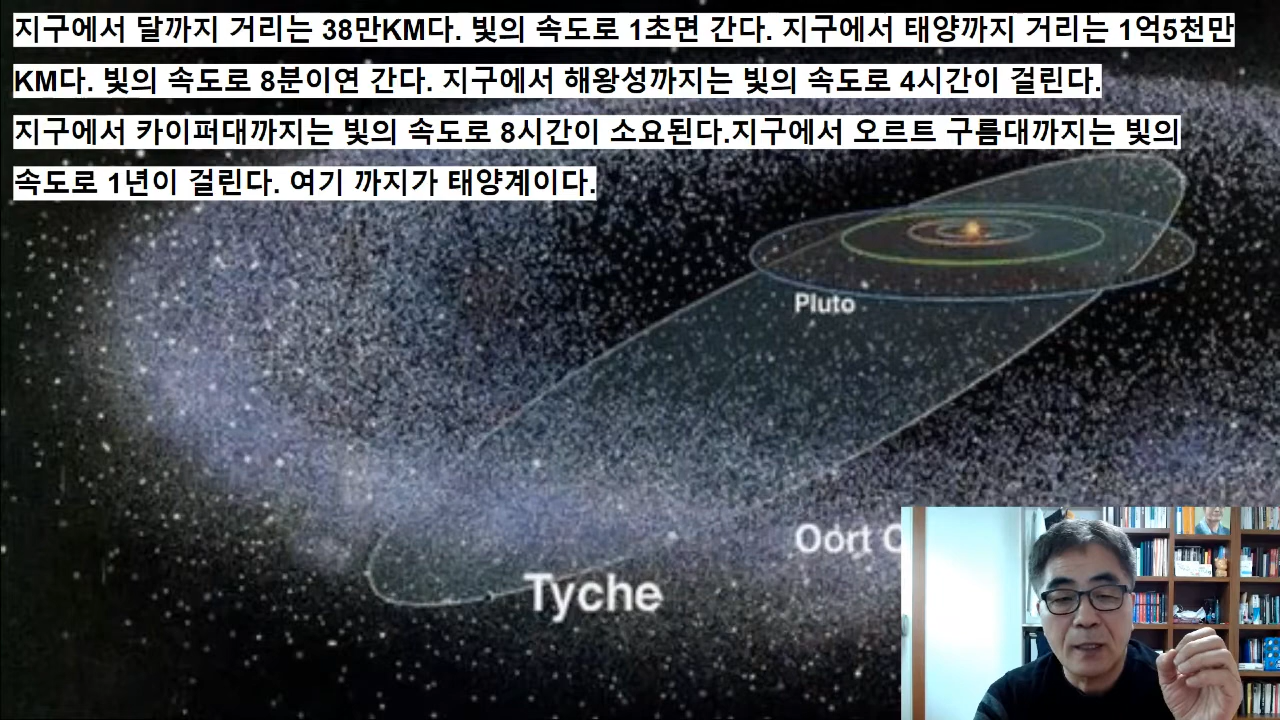 지구에서 달까지 거리는 38만KM다. 빛의 속도로 1초면 간다. 지구에서 태양까지 거리는 1억5천만
KM다. 빛의 속도로 8분이연 간다. 지구에서 해왕성까지는 빛의 속도로 4시간이 걸린다.
지구에서 카이퍼대까지는 빛의 속도로 8시간이 소요된다.지구에서 오르트 구름대까지는 빛의
속도로 1년이 걸린다. 여기 까지가 태양계이다.
Pluto
Oort C
Tyche